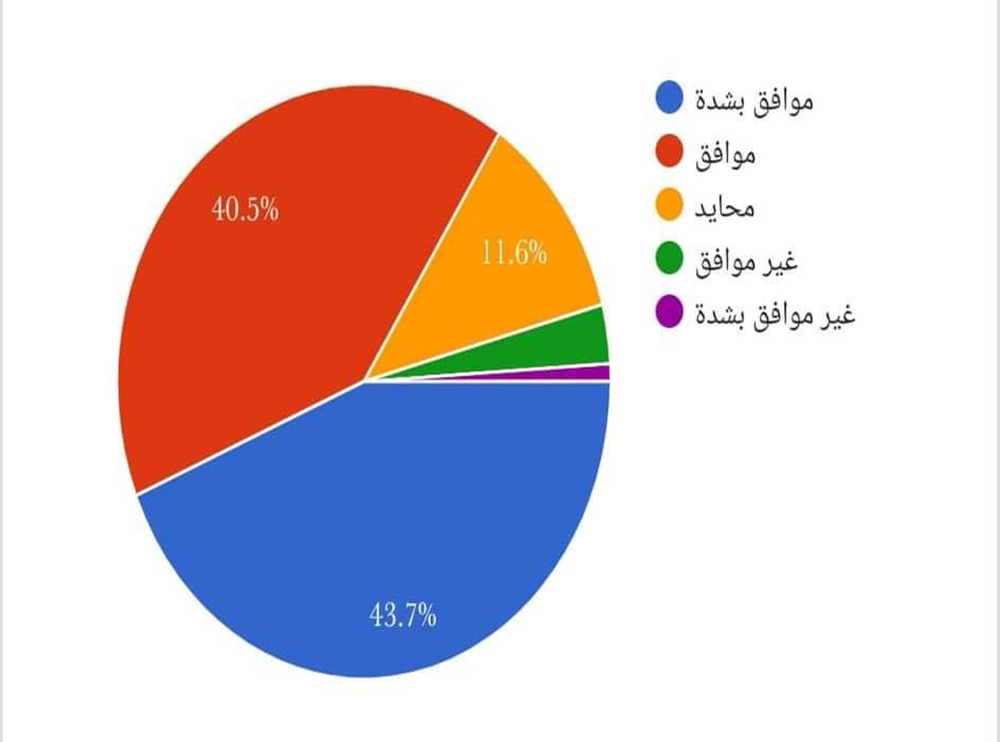 موافق بشدة
موافق
محايد
غير موافق
غير موافق بشدة
40.5%
11.6%
43.7%